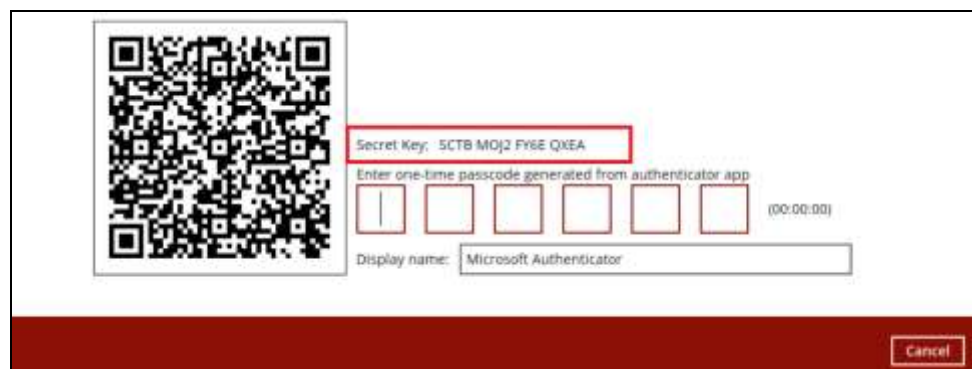 Secret Key: SCTB MOJ2 FY6E QXEA
Enter one-time passcode generated from authenticator app
(00:00:00)
Display name: Microsoft Authenticator
Cancel